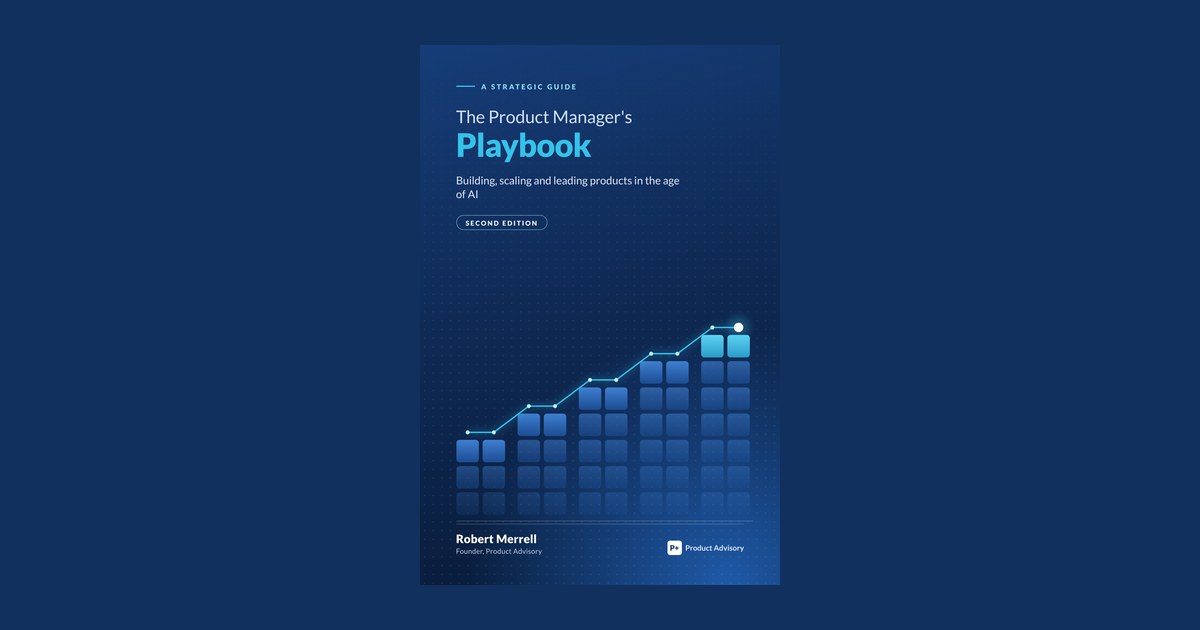 A STRATEGIC GUIDE
The Product Manager's
Playbook
Building, scaling and leading products in the age
of AI
SECOND EDITION
Robert Merrell
Founder, Product Advisory
P+ Product Advisory